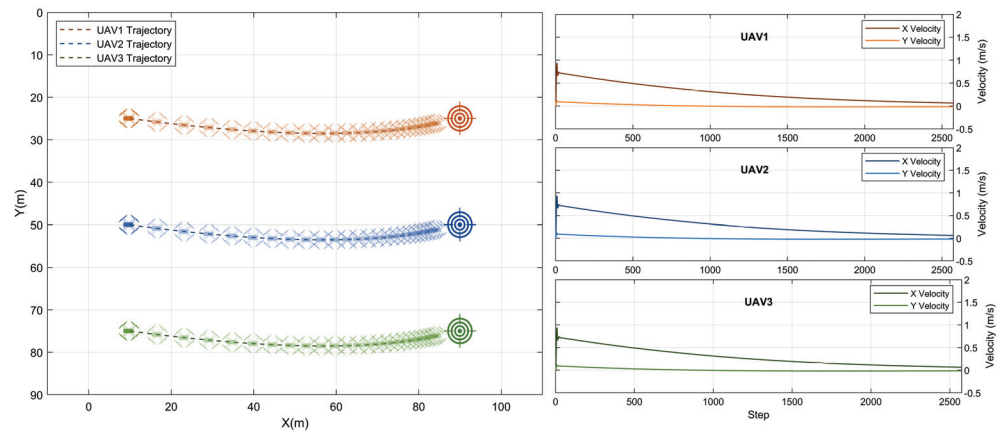 UAV1 Trajectory
UAV2 Trajectory
UAV3 Trajectory
0
10
20
30
40
50
60
70
80
90
Y(m)
0
20
40
60
80
100
X(m)
UAV1
X Velocity
Y Velocity
2
1.5
1
0.5
0
-0.5
Velocity (m/s)
0
500
1000
1500
2000
2500
UAV2
X Velocity
Y Velocity
2
1.5
1
0.5
0
-0.5
Velocity (m/s)
0
500
1000
1500
2000
2500
UAV3
X Velocity
Y Velocity
2
1.5
1
0.5
0
-0.5
Velocity (m/s)
0
500
1000
1500
2000
2500
Step